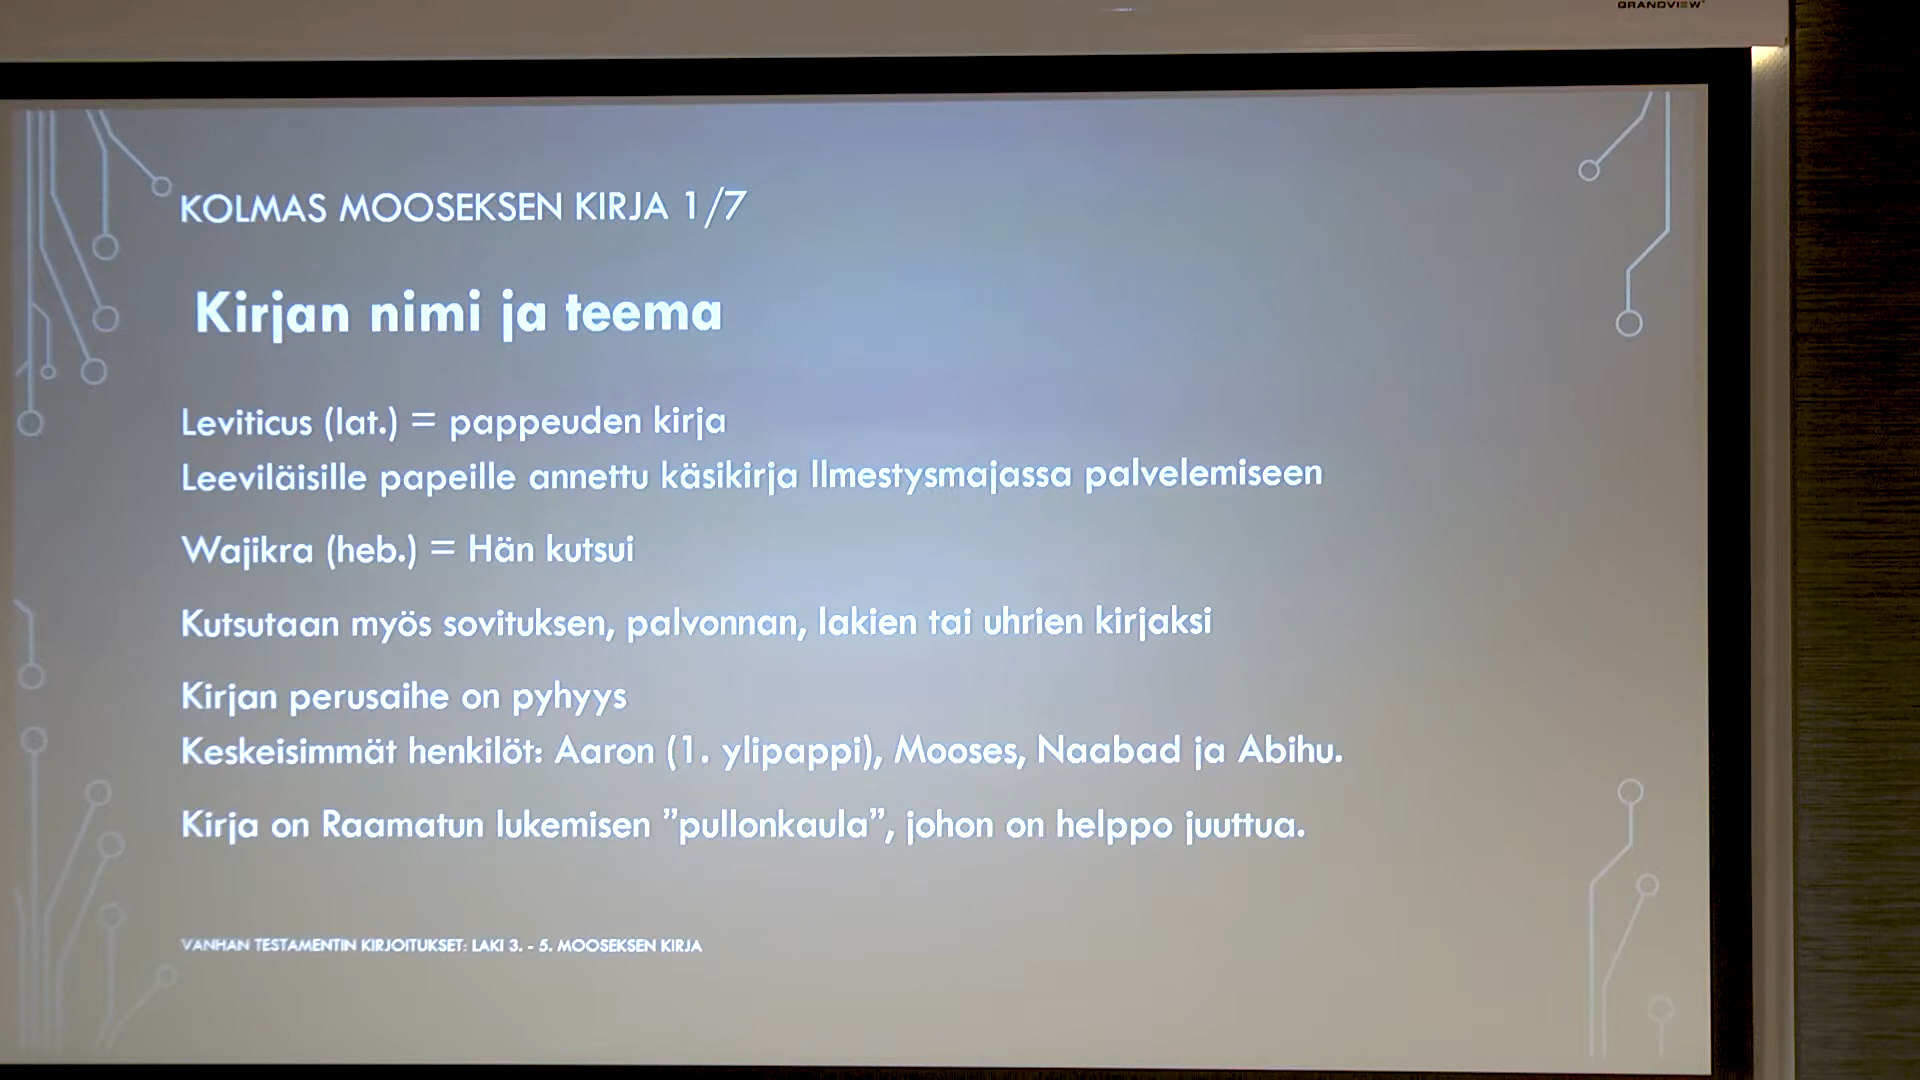 GRANDVIEW
KOLMAS MOOSEKSEN KIRJA 1/7
Kirjan nimi ja teema
Leviticus (lat.) = pappeuden kirja
Leeviläisille papeille annettu käsikirja Ilmestysmajassa palvelemiseen
Wajikra (heb.) = Hän kutsui
Kutsutaan myös sovituksen, palvonnan, lakien tai uhrien kirjaksi
Kirjan perusaihe on pyhyys
Keskeisimmät henkilöt: Aaron (1. ylipappi), Mooses, Naabad ja Abihu.
Kirja on Raamatun lukemisen ”pullonkaula”, johon on helppo juuttua.
VANHAN TESTAMENTIN KIRJOITUKSET: LAKI 3. - 5. MOOSEKSEN KIRJA